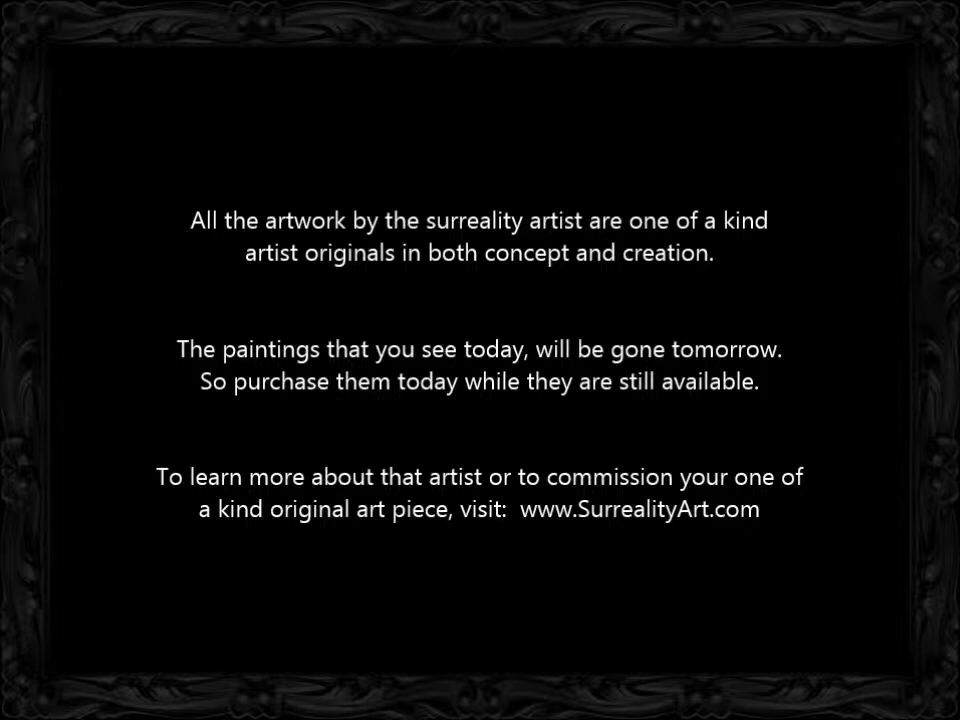 All the artwork by the surreality artist are one of a kind
artist originals in both concept and creation.
The paintings that you see today, will be gone tomorrow.
So purchase them today while they are still available.
To learn more about that artist or to commission your one of
a kind original art piece, visit:  www.SurrealityArt.com